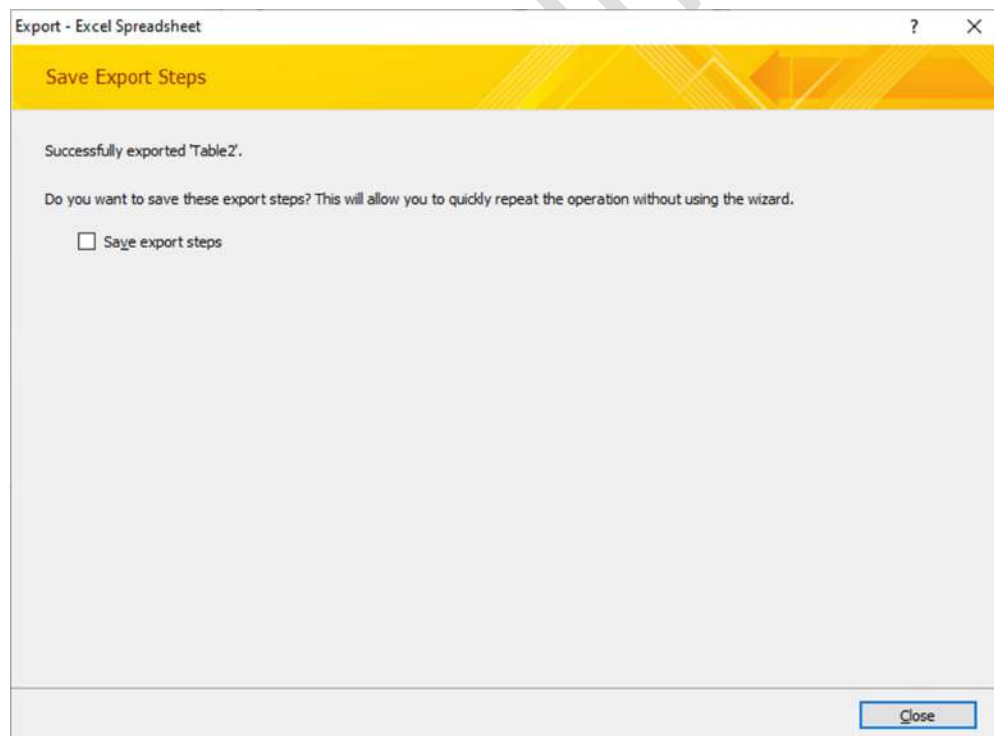 Export - Excel Spreadsheet
Save Export Steps
Successfully exported 'Table2'.
Do you want to save these export steps? This will allow you to quickly repeat the operation without using the wizard.
Save export steps
Close